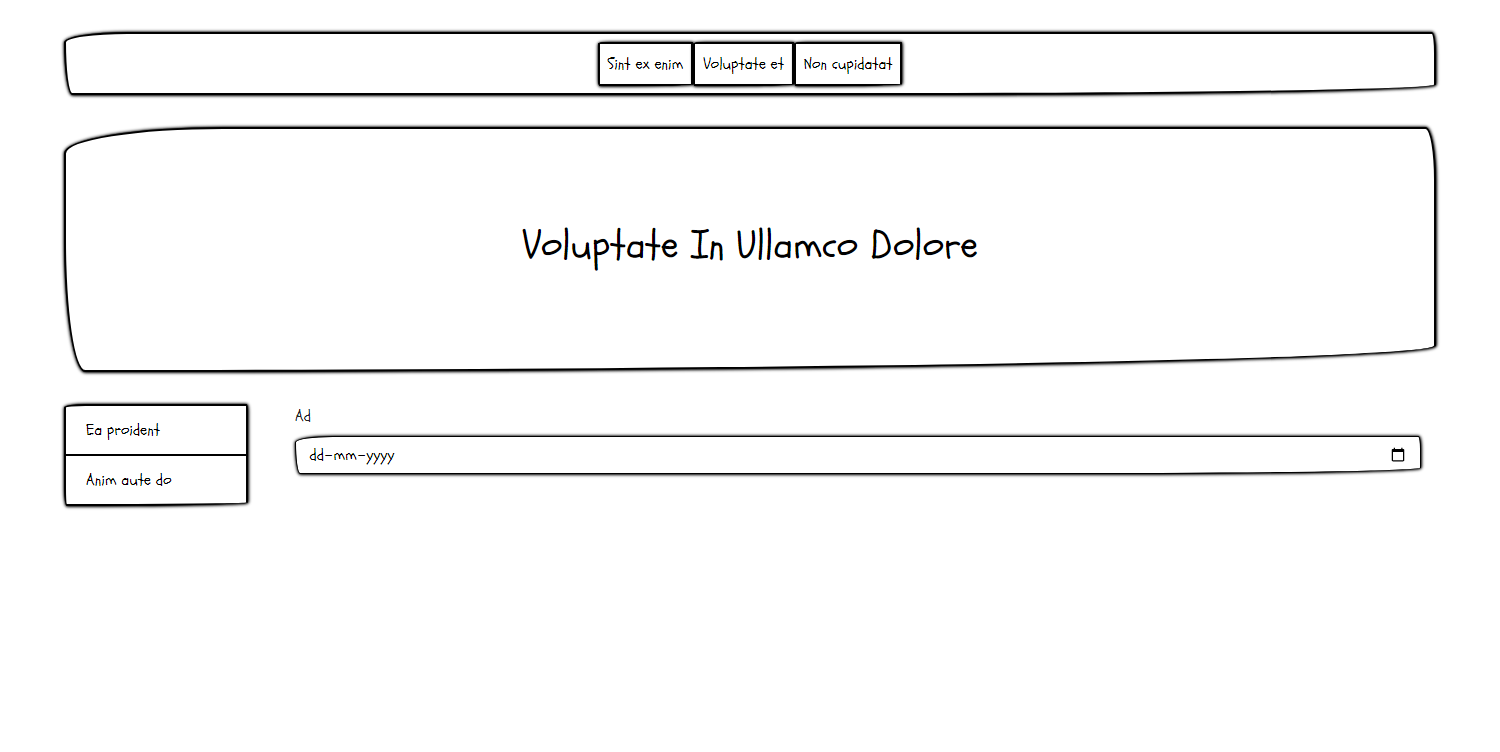 Sint ex enim Voluptate et Non cupidatat
Voluptate In Ullamco Dolore
Ea proident
Anim aute do
Ad
dd-mm-yyyy